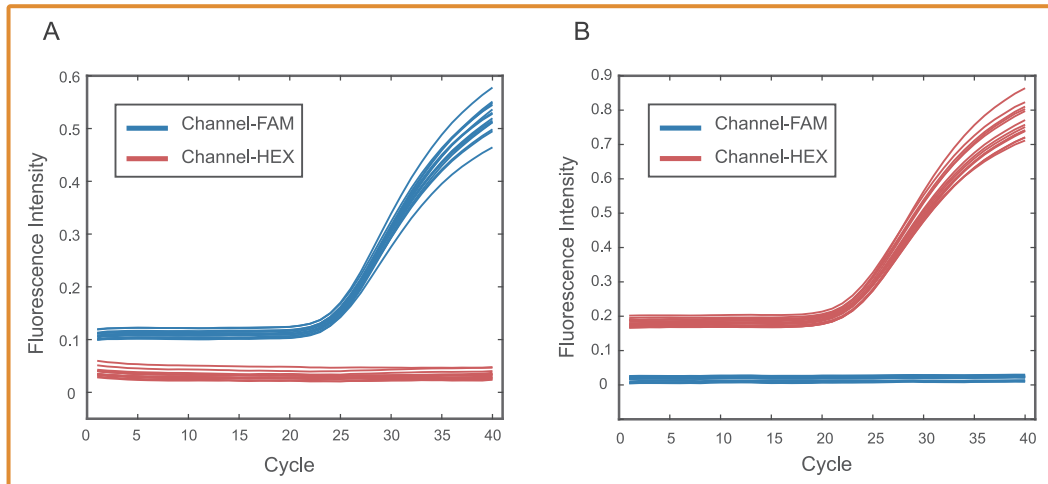 A
Fluorescence Intensity
0.6
0.5
0.4
0.3
0.2
0.1
0
Channel-FAM
Channel-HEX
0 5 10 15 20 25 30 35 40
Cycle
B
Fluorescence Intensity
0.9
0.8
0.7
0.6
0.5
0.4
0.3
0.2
0.1
0
Channel-FAM
Channel-HEX
0 5 10 15 20 25 30 35 40
Cycle